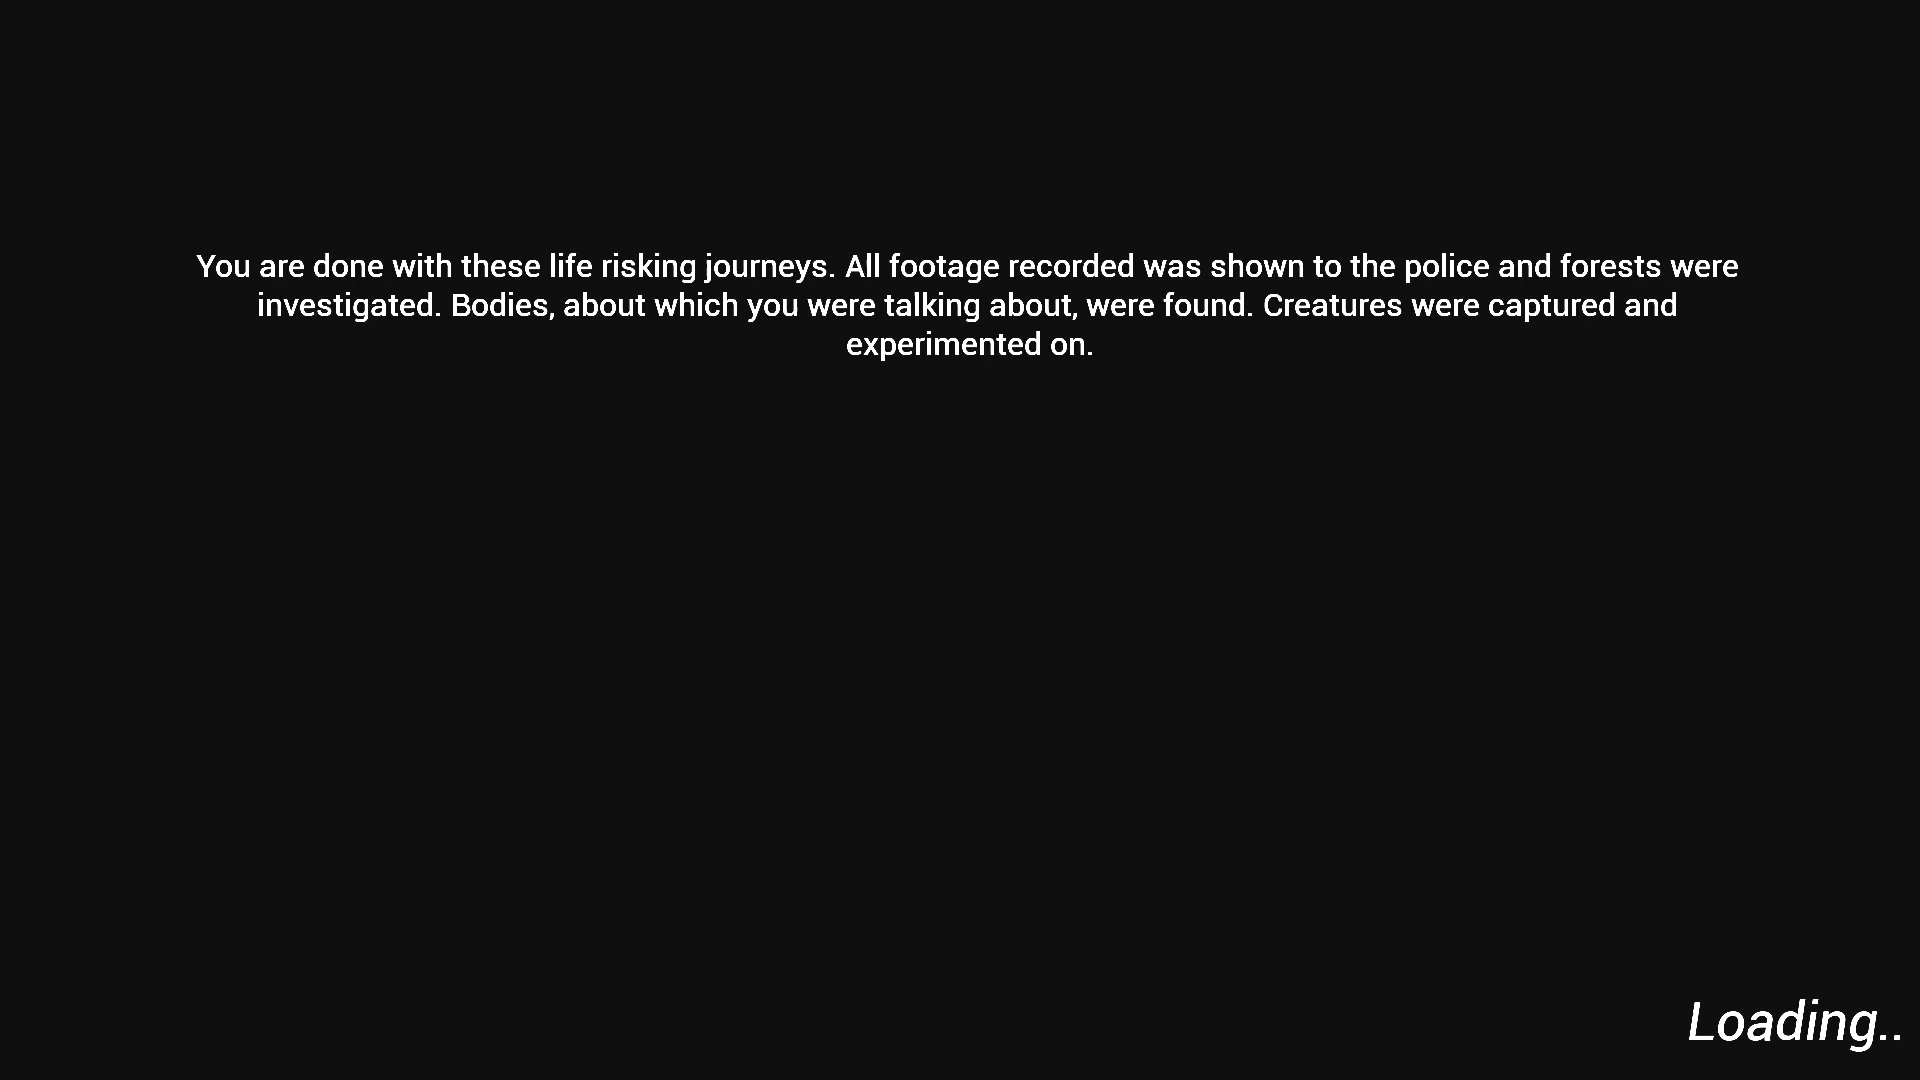 You are done with these life risking journeys. All footage recorded was shown to the police and forests were
investigated. Bodies, about which you were talking about, were found. Creatures were captured and
experimented on.
Loading..